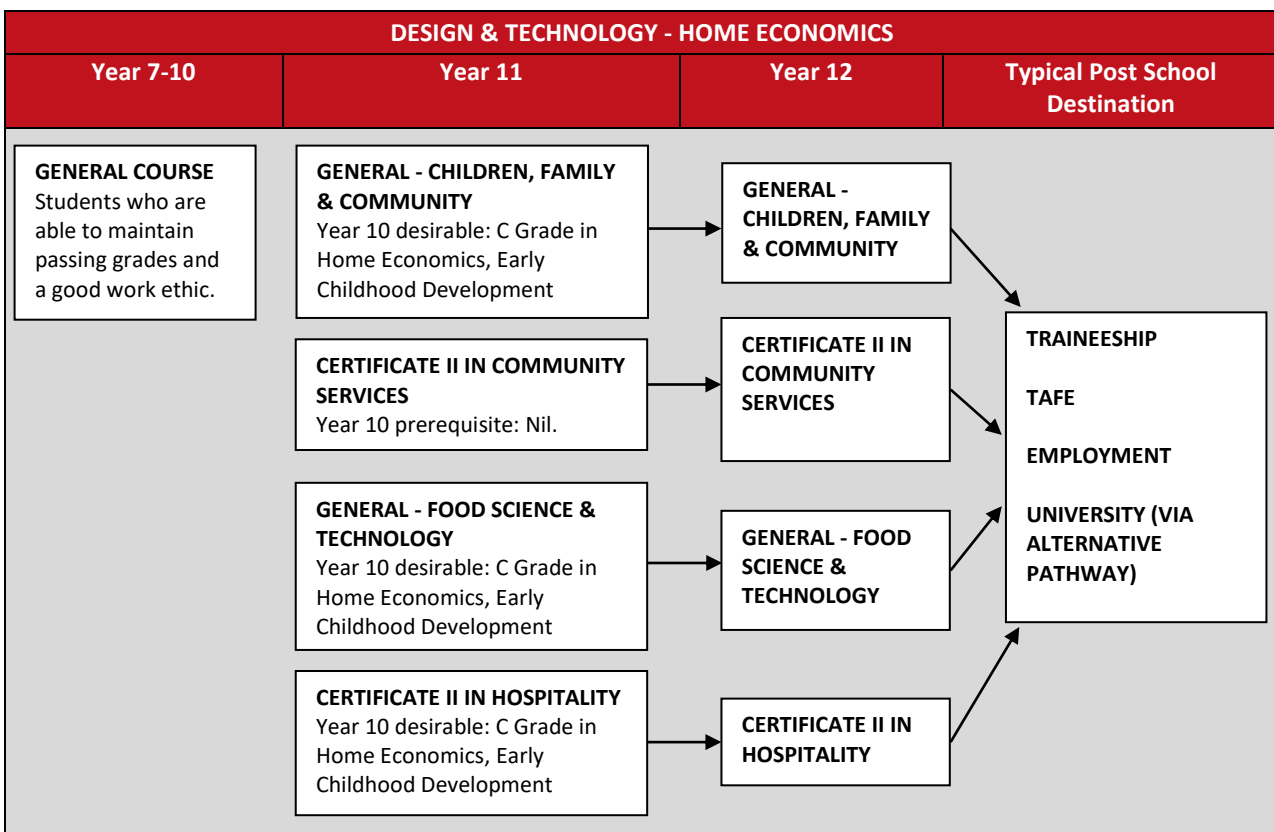 DESIGN & TECHNOLOGY - HOME ECONOMICS
Year 7-10
Year 11
Year 12
Typical Post School
Destination
GENERAL COURSE
Students who are
able to maintain
passing grades and
a good work ethic.
GENERAL - CHILDREN, FAMILY
& COMMUNITY
Year 10 desirable: C Grade in
Home Economics, Early
Childhood Development
CERTIFICATE II IN COMMUNITY
SERVICES
Year 10 prerequisite: Nil.
GENERAL - FOOD SCIENCE &
TECHNOLOGY
Year 10 desirable: C Grade in
Home Economics, Early
Childhood Development
CERTIFICATE II IN HOSPITALITY
Year 10 desirable: C Grade in
Home Economics, Early
Childhood Development
GENERAL -
CHILDREN, FAMILY
& COMMUNITY
CERTIFICATE II IN
COMMUNITY
SERVICES
GENERAL - FOOD
SCIENCE &
TECHNOLOGY
CERTIFICATE II IN
HOSPITALITY
TRAINEESHIP
TAFE
EMPLOYMENT
UNIVERSITY (VIA
ALTERNATIVE
PATHWAY)